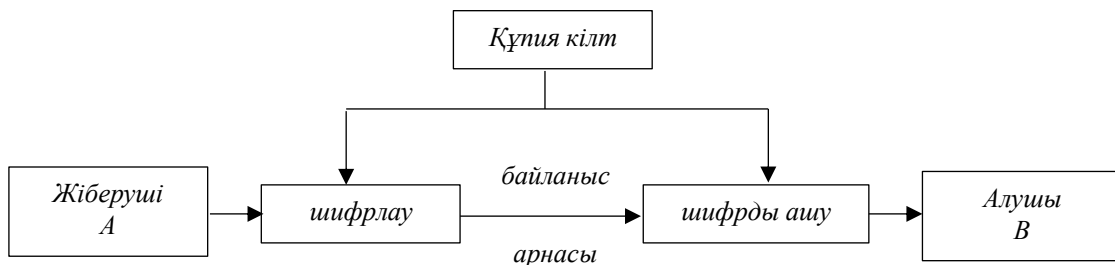 Құпия кілт
Жіберуші
A
шифрлау
байланыс
арнасы
шифрды ашу
Алушы
B